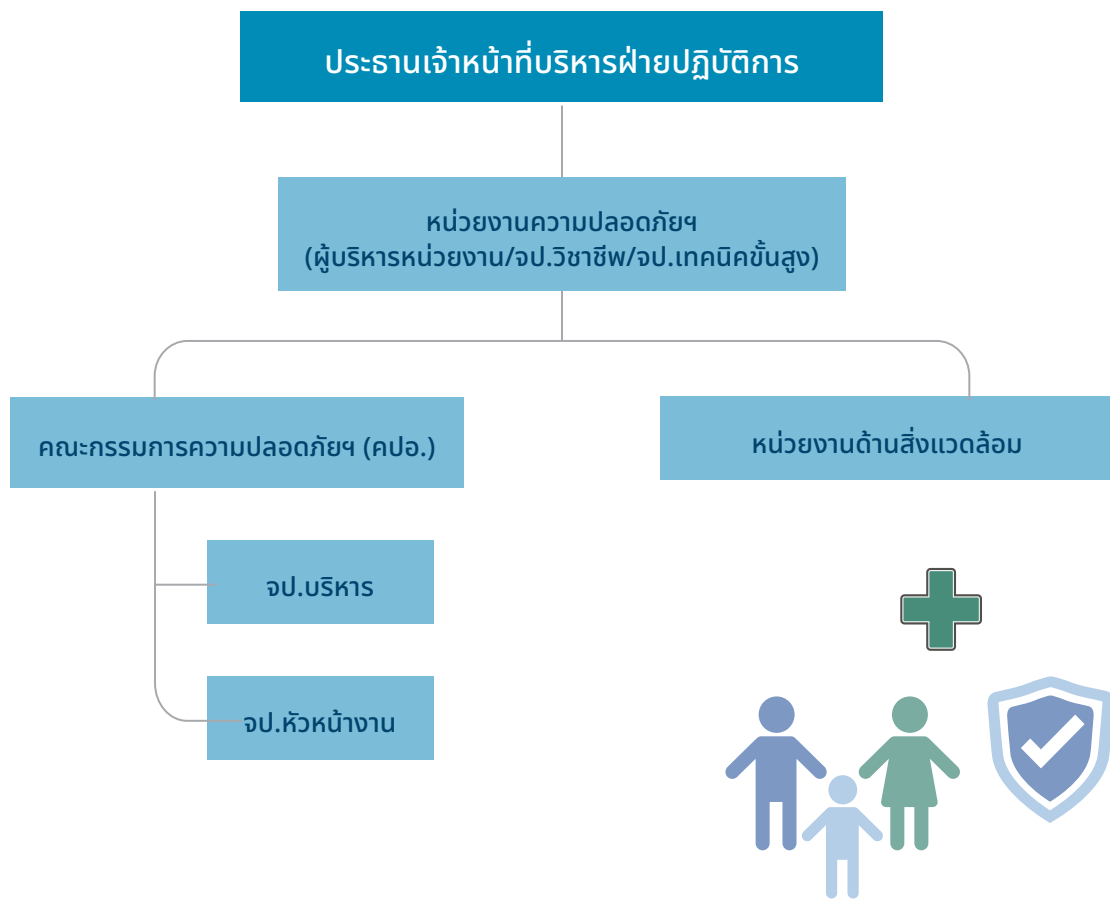 ประธานเจ้าหน้าที่บริหารฝ่ายปฏิบัติการ
หน่วยงานความปลอดภัยฯ
(ผู้บริหารหน่วยงาน/จป.วิชาชีพ/จป.เทคนิคขั้นสูง)
คณะกรรมการความปลอดภัยฯ (คปอ.)
หน่วยงานด้านสิ่งแวดล้อม
จป.บริหาร
จป.หัวหน้างาน